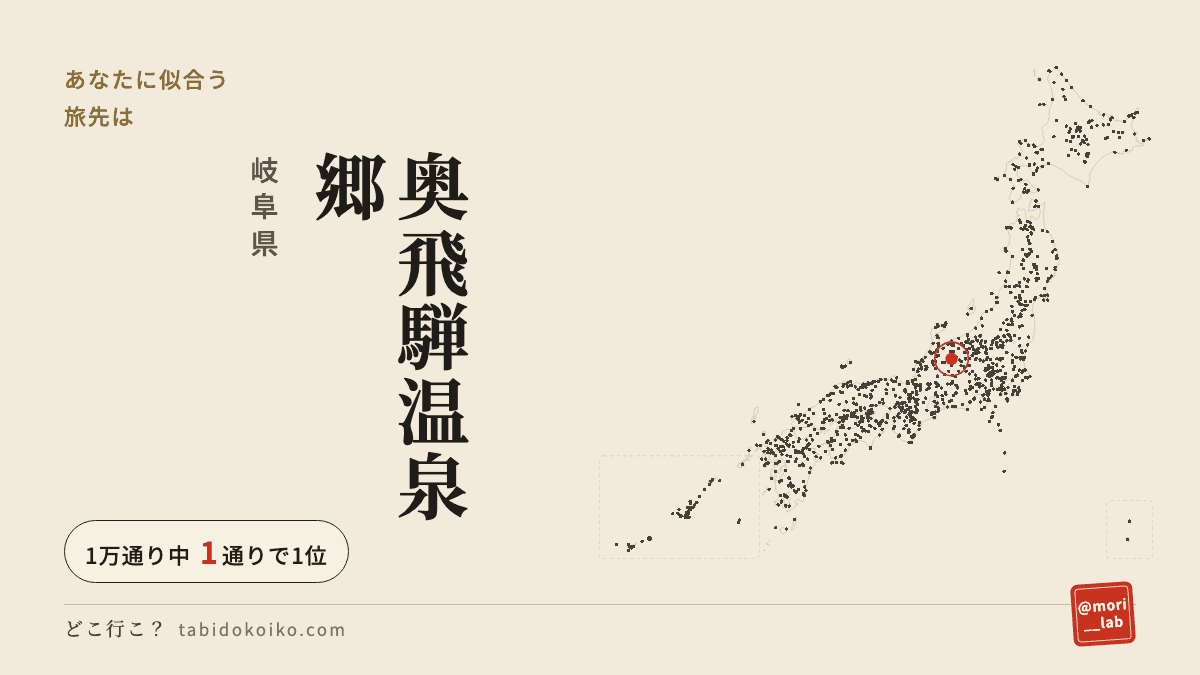 あなたに似合う
旅先は
奥飛騨温泉
郷
岐阜県
1万通り中 1通りで1位
どこ行こ？ tabidokoiko.com
@mori
__lab